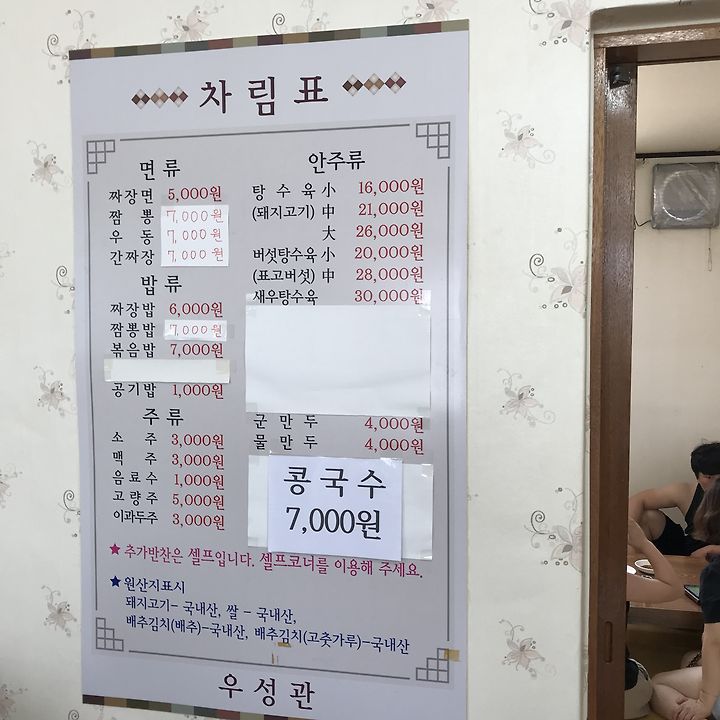 차림표
면류
짜장면 5,000원
짬뽕 7,000원
우동 7,000원
간짜장 7,000원
밥류
짜장밥 6,000원
짬뽕밥 7,000원
볶음밥 7,000원
공기밥 1,000원
주류
소주 3,000원
맥주 3,000원
음료수 1,000원
고량주 5,000원
이과두주 3,000원
안주류
탕수육 小 16,000원
(돼지고기) 中 21,000원
大 26,000원
버섯탕수육 小 20,000원
(표고버섯) 中 28,000원
새우탕수육 30,000원
군만두 4,000원
물만두 4,000원
콩국수
7,000원
★ 추가반찬은 셀프입니다. 셀프코너를 이용해 주세요.
★ 원산지표시
돼지고기- 국내산, 쌀 - 국내산,
배추김치(배추)-국내산, 배추김치(고춧가루)-국내산
우성관